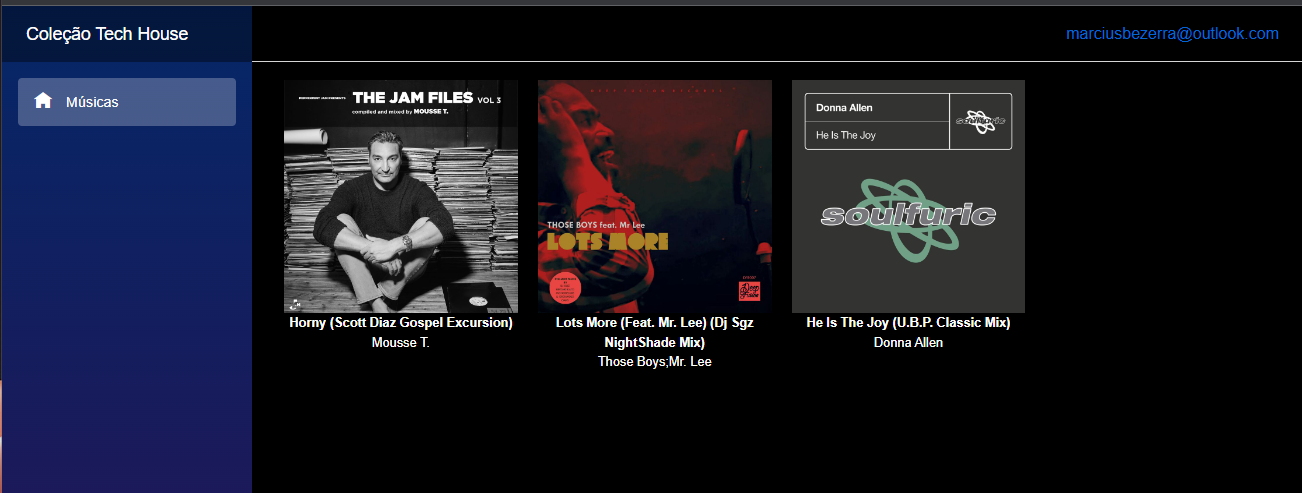 Coleção Tech House
marciusbezerra@outlook.com
Músicas
THE JAM FILES VOL 3
compiled and mixed by MOUSSE T.
THOSE BOYS feat. Mr Lee
LOTS MORE
Donna Allen
He Is The Joy
soulfuric
soulfuric
Horny (Scott Diaz Gospel Excursion)
Mousse T.
Lots More (Feat. Mr. Lee) (Dj Sgz
NightShade Mix)
Those Boys;Mr. Lee
He Is The Joy (U.B.P. Classic Mix)
Donna Allen